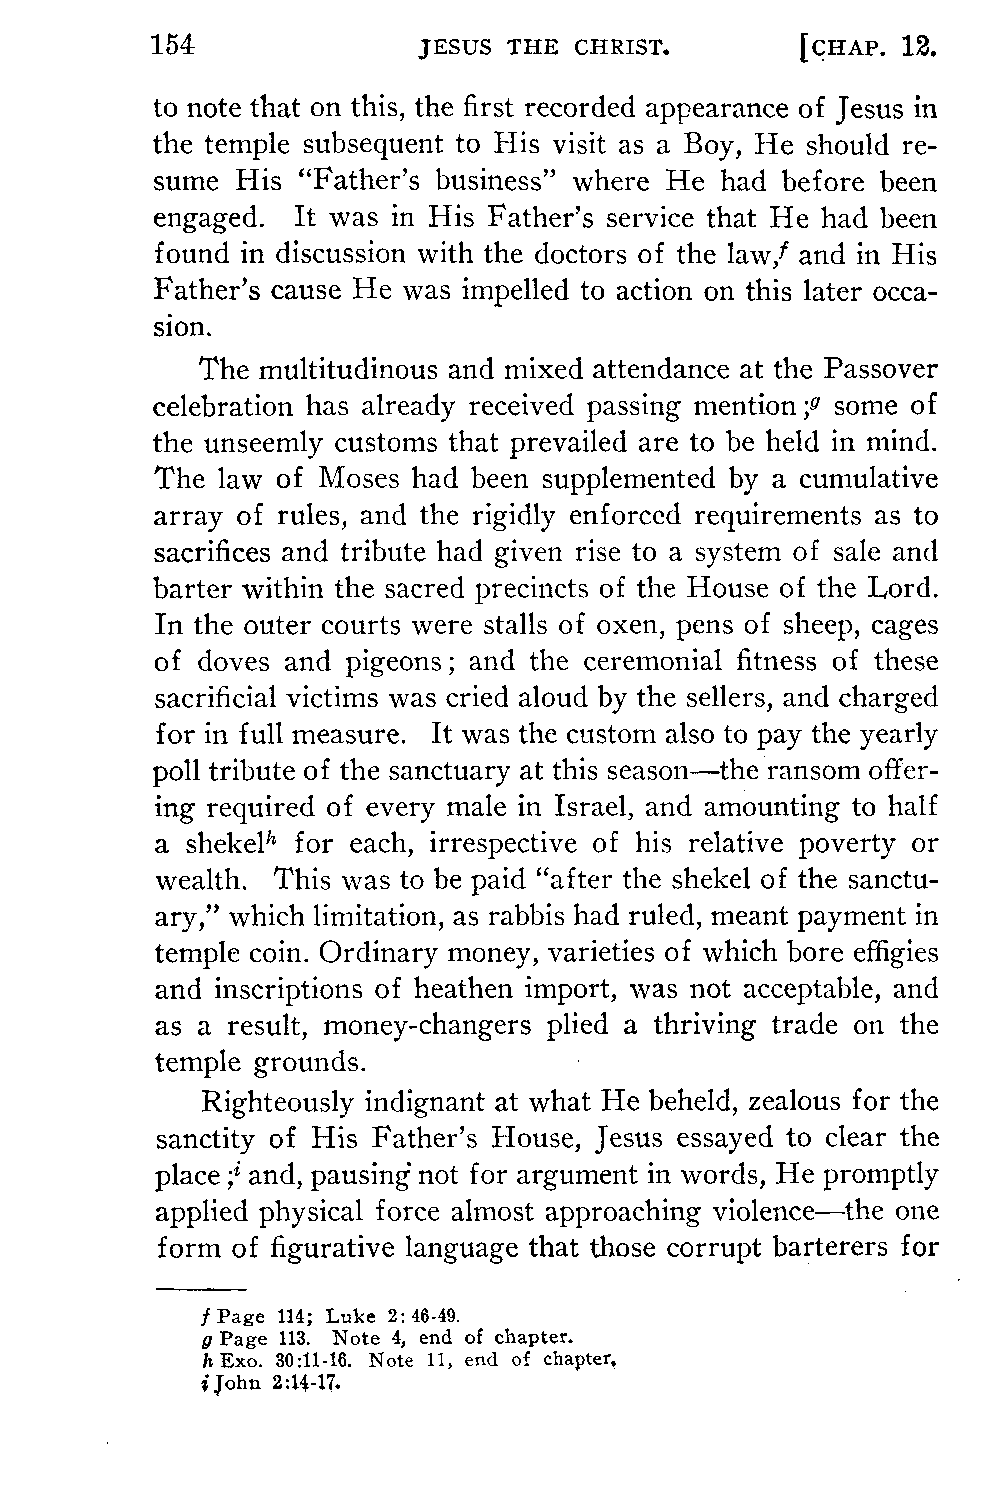 154 JESUS THE CHRIST. [CHAP. 12.
to note that on this, the first recorded appearance of Jesus in
the temple subsequent to His visit as a Boy, He should re-
sume His “Father’s business” where He had before been
engaged. It was in His Father’s service that He had been
found in discussion with the doctors of the law,f and in His
Father’s cause He was impelled to action on this later occa-
sion.
The multitudinous and mixed attendance at the Passover
celebration has already received passing mention;g some of
the unseemly customs that prevailed are to be held in mind.
The law of Moses had been supplemented by a cumulative
array of rules, and the rigidly enforced requirements as to
sacrifices and tribute had given rise to a system of sale and
barter within the sacred precincts of the House of the Lord.
In the outer courts were stalls of oxen, pens of sheep, cages
of doves and pigeons; and the ceremonial fitness of these
sacrificial victims was cried aloud by the sellers, and charged
for in full measure. It was the custom also to pay the yearly
poll tribute of the sanctuary at this season—the ransom offer-
ing required of every male in Israel, and amounting to half
a shekelh for each, irrespective of his relative poverty or
wealth. This was to be paid “after the shekel of the sanctu-
ary,” which limitation, as rabbis had ruled, meant payment in
temple coin. Ordinary money, varieties of which bore effigies
and inscriptions of heathen import, was not acceptable, and
as a result, money-changers plied a thriving trade on the
temple grounds.
Righteously indignant at what He beheld, zealous for the
sanctity of His Father’s House, Jesus essayed to clear the
place;i and, pausing not for argument in words, He promptly
applied physical force almost approaching violence—the one
form of figurative language that those corrupt barterers for
f Page 114; Luke 2: 46-49.
g Page 113. Note 4, end of chapter.
h Exo. 30:11-16. Note 11, end of chapter.
i John 2:14-17.